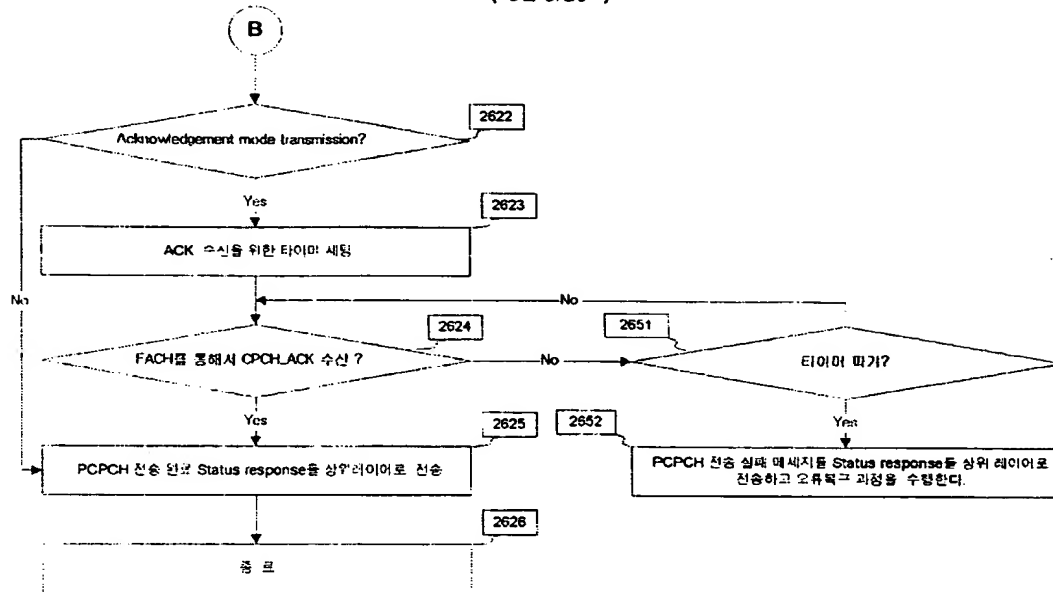 B
2622
Acknowledgement mode transmission?
Yes
2623
ACK 수신을 위한 타이머 세팅
No
No
2624
2651
FACH를 통해서 CPCH_ACK 수신 ?
No
타이머
Yes
Yes
2625
2652
PCPCH 전송 완료 Status response를 상위레이어로 전송
PCPCH 전송 실패 메세지를 Status response를 상위 레이어로
전송하고 오류복구 과정을 수행한다.
2626
종 료